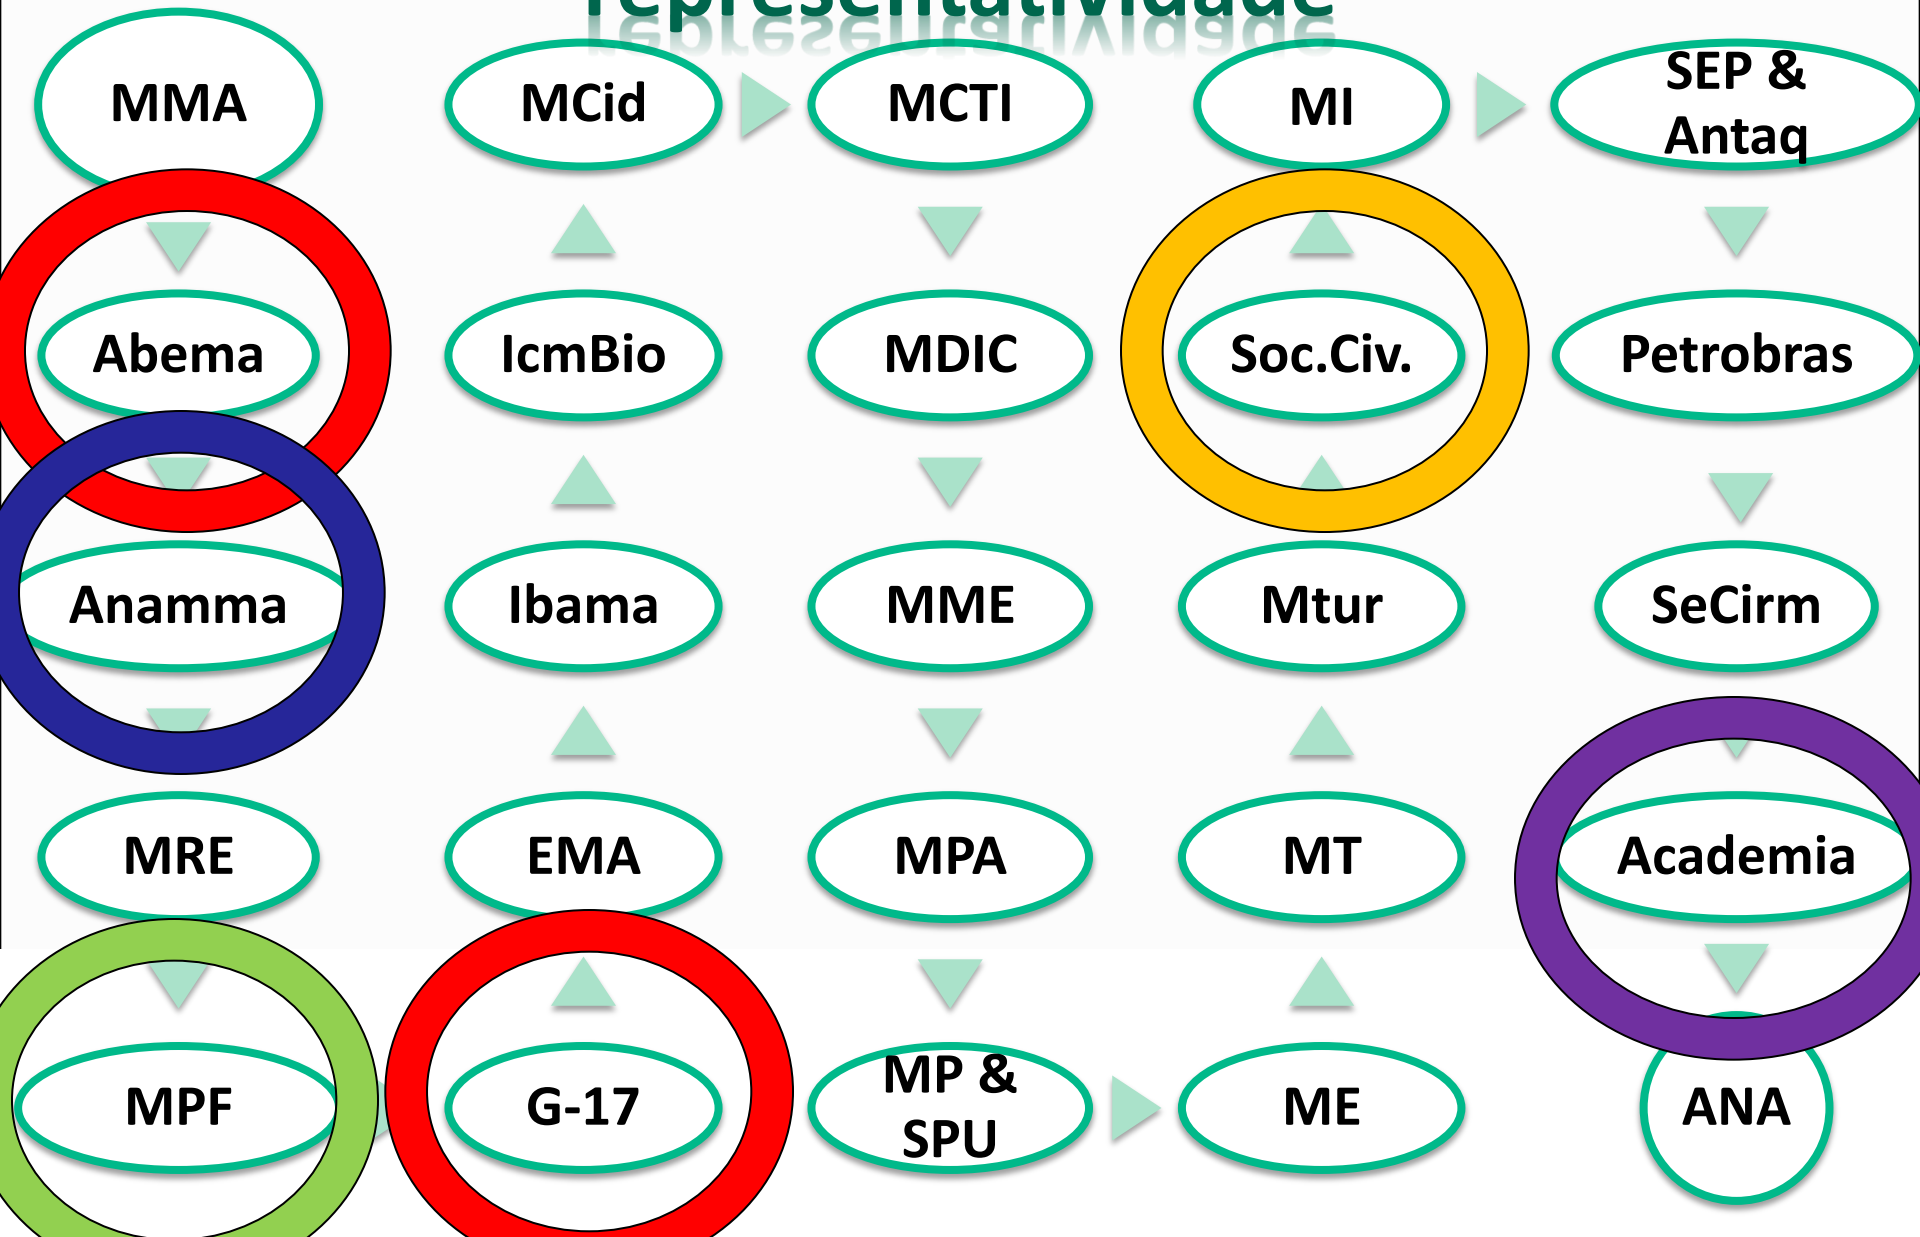 representatividade
MMA
MCid
MCTI
MI
SEP &
Antaq
Abema
IcmBio
MDIC
Soc.Civ.
Petrobras
Anamma
Ibama
MME
Mtur
SeCirm
MRE
EMA
MPA
MT
Academia
MPF
G-17
MP &
SPU
ME
ANA